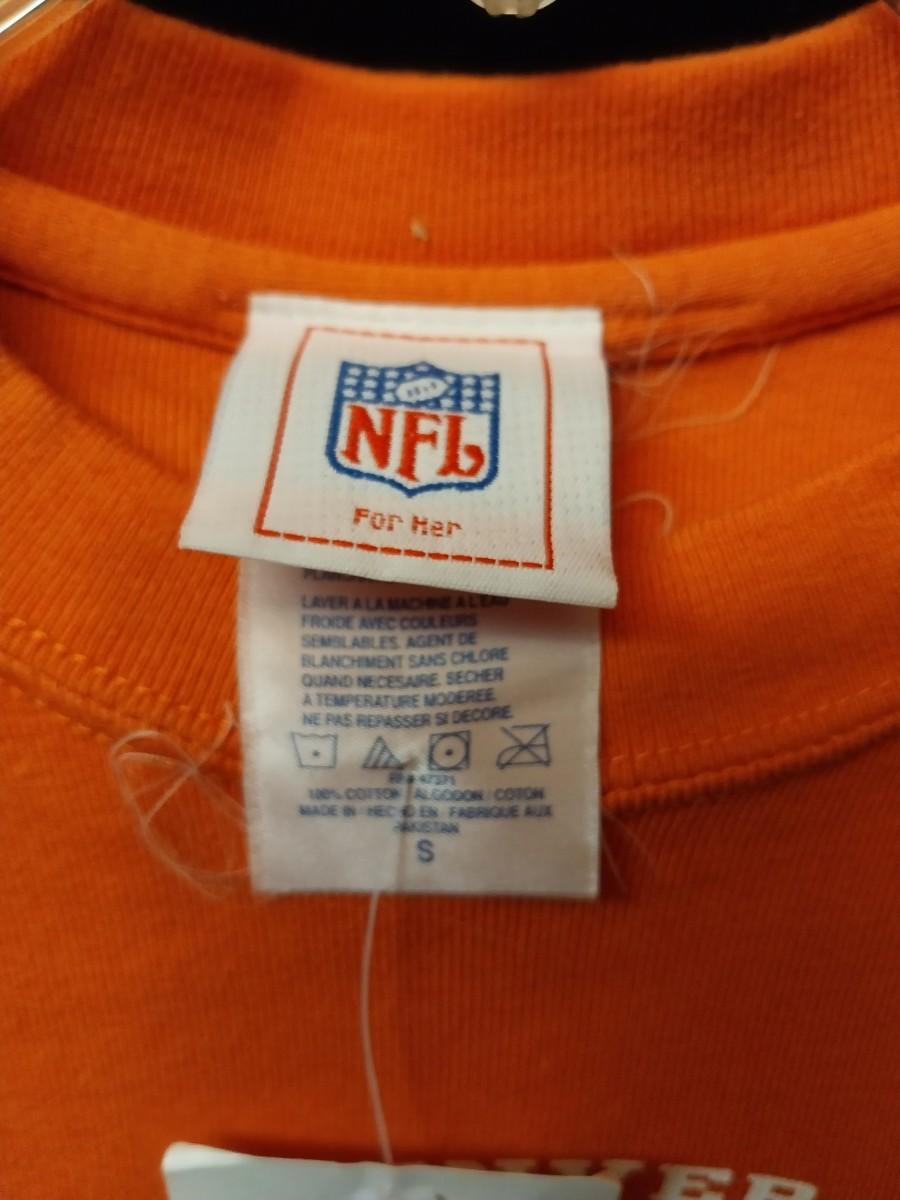 NFL
For Her
LAVER A LA MACHINE A L'EAU
FROIDE AVEC COULEURS
SEMBLABLES. AGENT DE
BLANCHIMENT SANS CHLORE
QUAND NECESAIRE. SECHER
A TEMPERATURE MODEREE.
NE PAS REPASSER SI DECORE.
100% COTTON / ALGODON / COTON
MADE IN / HECHO EN / FABRIQUE AUX
PAKISTAN
S